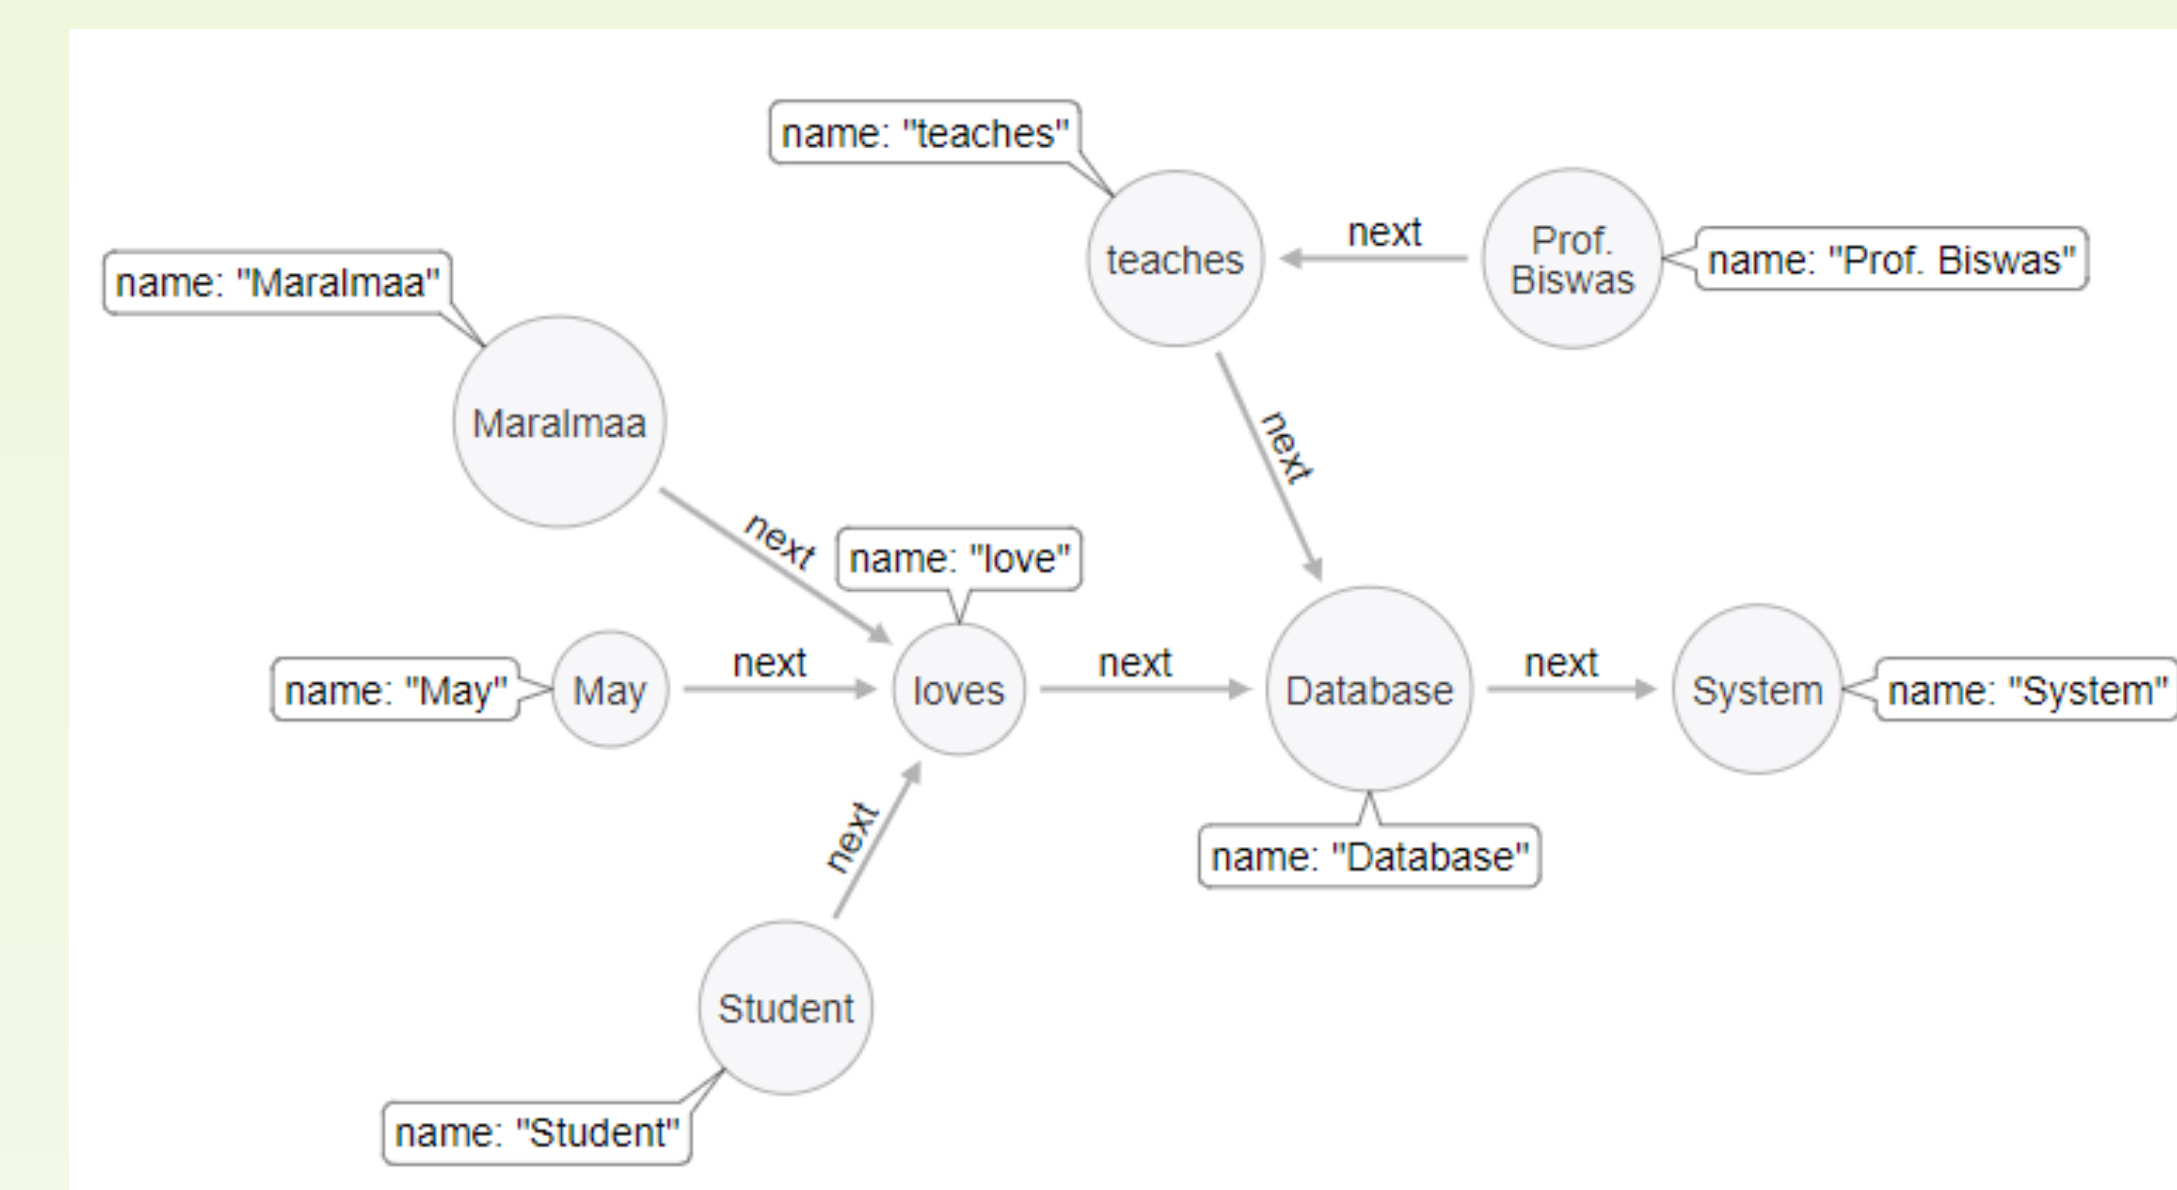 name: "teaches"
teaches
next
Prof.
Biswas
name: "Prof. Biswas"
name: "Maralmaa"
Maralmaa
next
next
name: "love"
name: "May"
May
next
loves
next
Database
next
System
name: "System"
next
name: "Database"
Student
name: "Student"